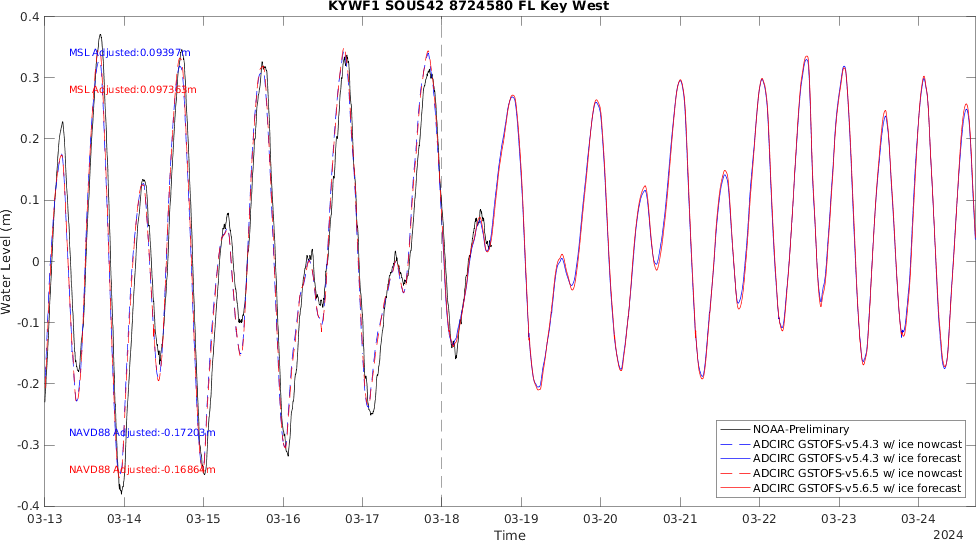 KYWF1 SOUS42 8724580 FL Key West
0.4
0.3
0.2
0.1
0
-0.1
-0.2
-0.3
-0.4
Water Level (m)
MSL Adjusted:0.09397m
MSL Adjusted:0.097363m
NAVD88 Adjusted:-0.17203m
NAVD88 Adjusted:-0.16864m
NOAA-Preliminary
ADCIRC GSTOFS-v5.4.3 w/ ice nowcast
ADCIRC GSTOFS-v5.4.3 w/ ice forecast
ADCIRC GSTOFS-v5.6.5 w/ ice nowcast
ADCIRC GSTOFS-v5.6.5 w/ ice forecast
03-13 03-14 03-15 03-16 03-17 03-18 03-19 03-20 03-21 03-22 03-23 03-24
Time
2024